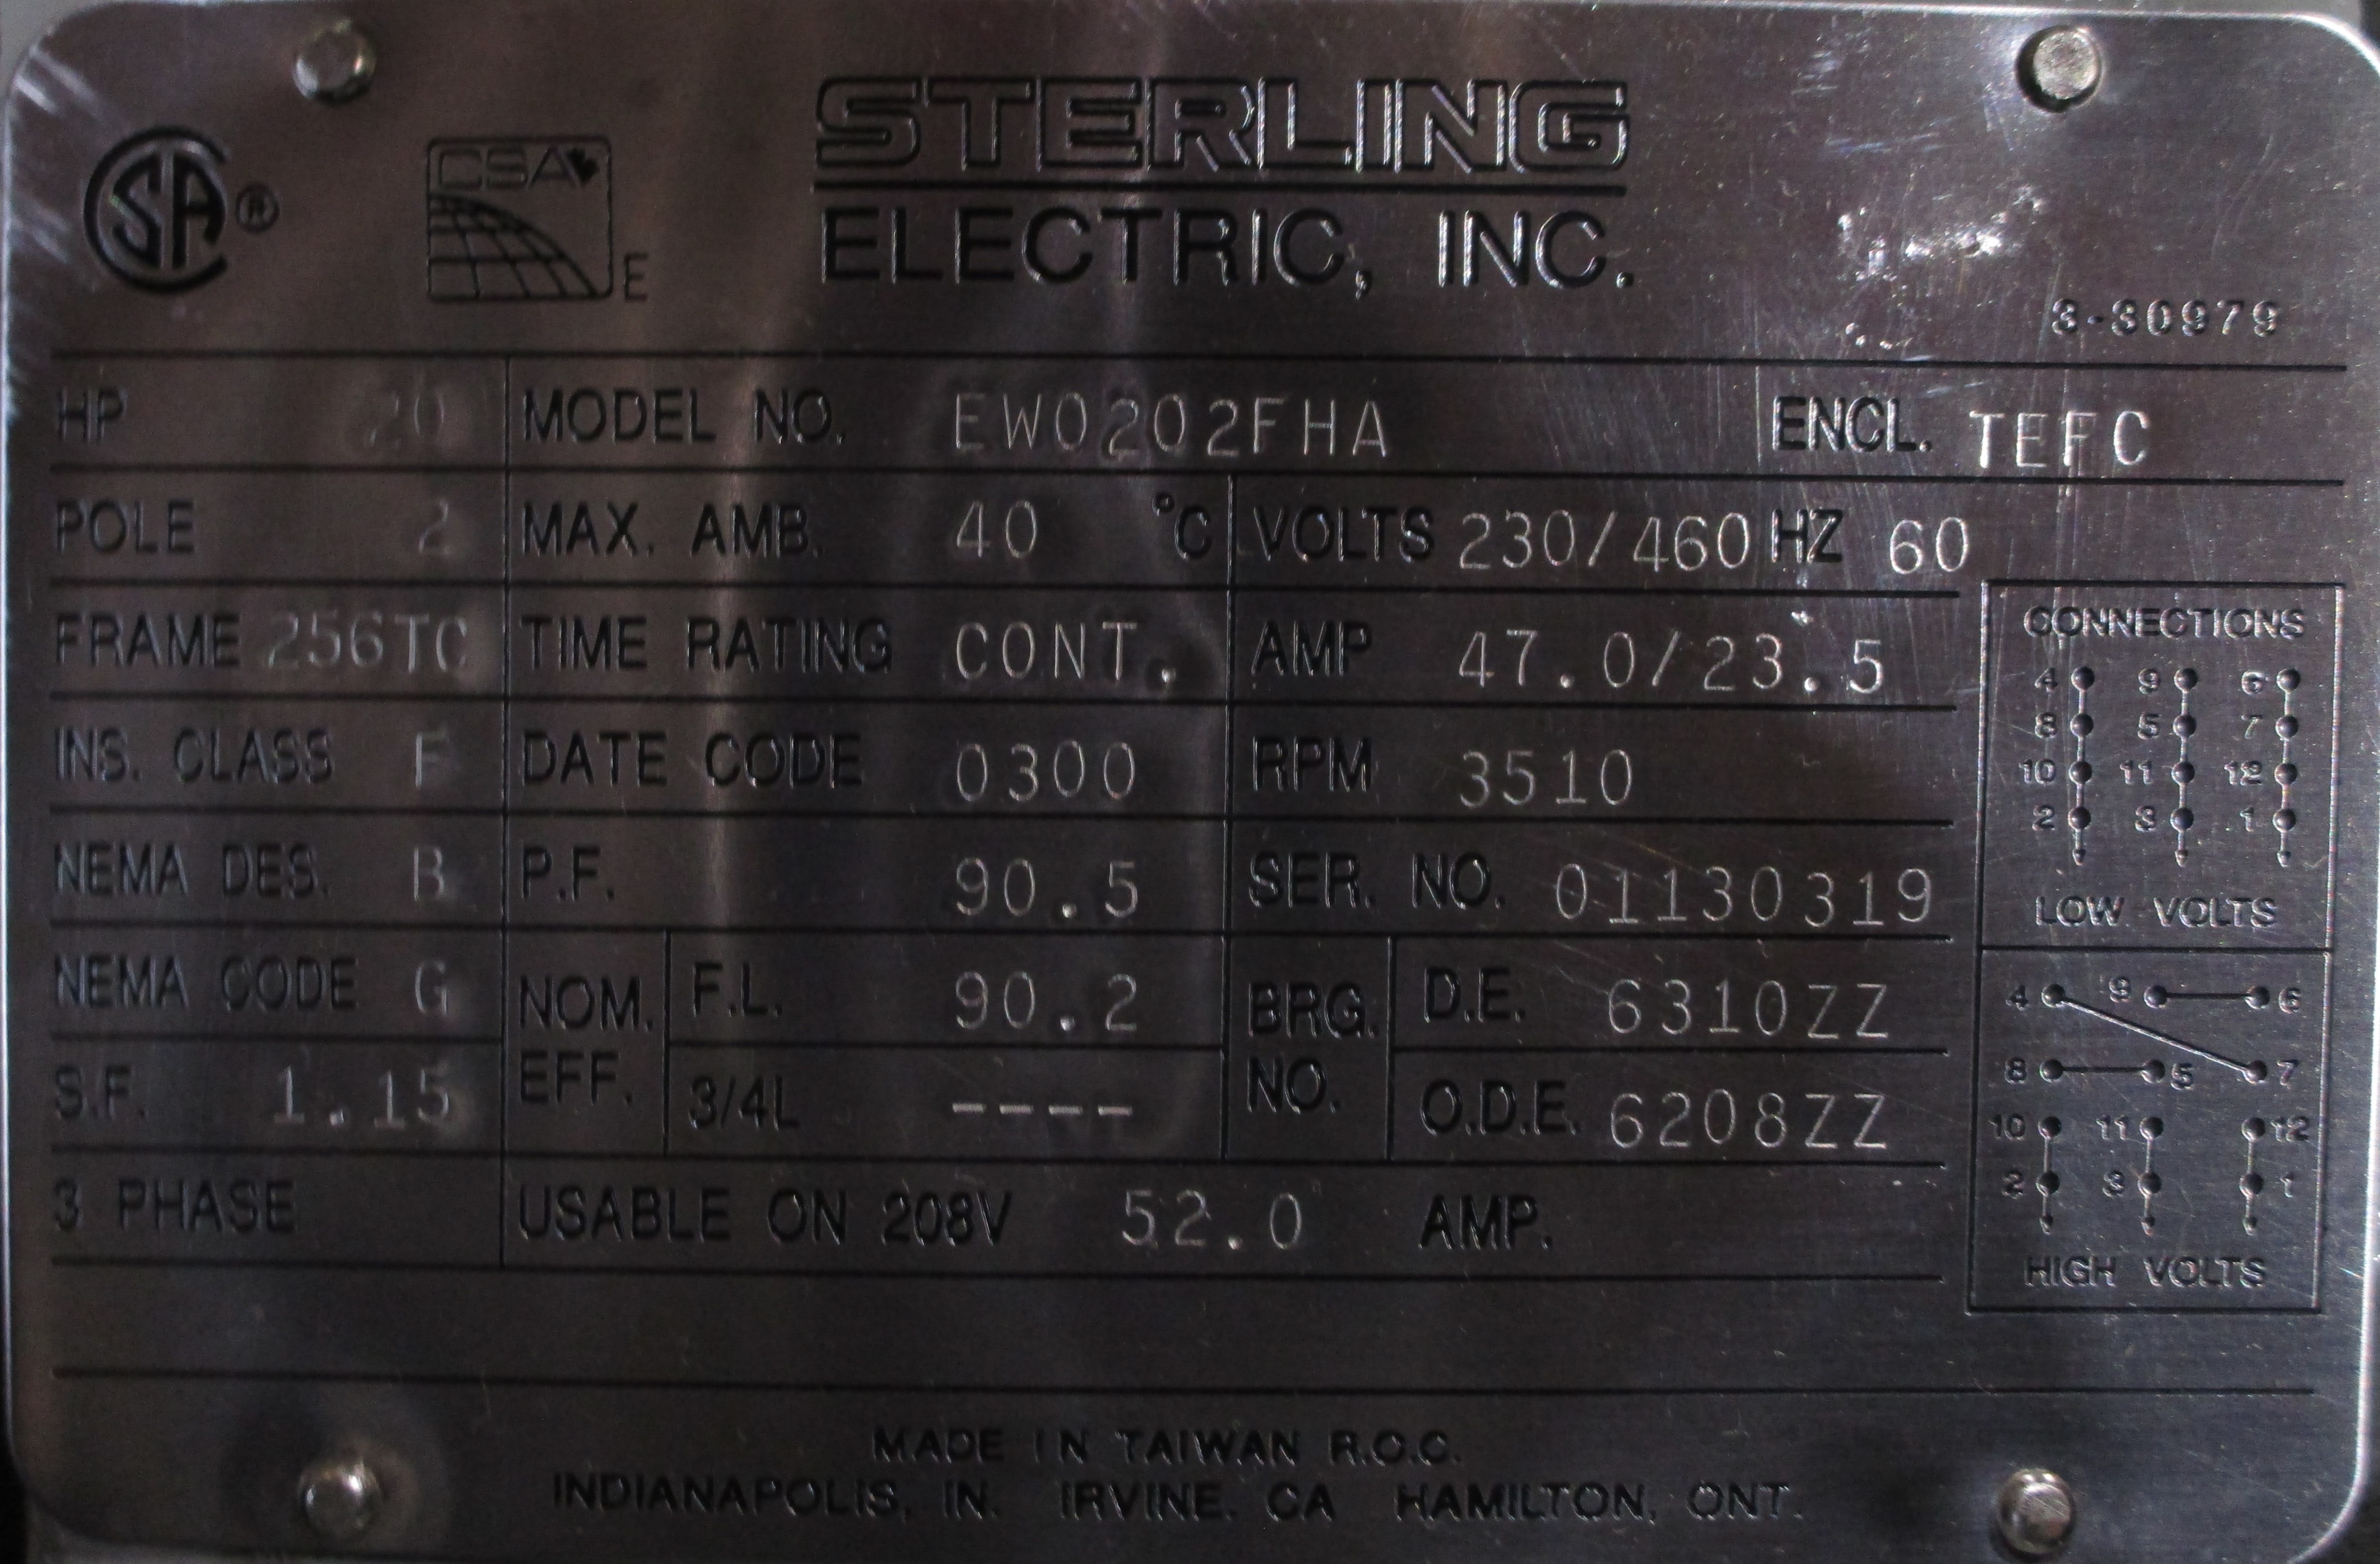 SA ® CSA E STERLING
ELECTRIC, INC.
3-30979
HP 20 MODEL NO. EW0202FHA ENCL. TEFC
POLE 2 MAX. AMB. 40 °C VOLTS 230/460 HZ 60
FRAME 256TC TIME RATING CONT. AMP 47.0/23.5
INS. CLASS F DATE CODE 0300 RPM 3510
NEMA DES. B P.F. 90.5 SER. NO. 01130319
NEMA CODE G NOM. EFF. F.L. 90.2 BRG. NO. D.E. 6310ZZ
S.F. 1.15 3/4L ---- O.D.E. 6208ZZ
3 PHASE USABLE ON 208V 52.0 AMP.
CONNECTIONS
4 9 6
8 5 7
10 11 12
2 3 1
LOW VOLTS
4 9 6
8 5 7
10 11 12
2 3 1
HIGH VOLTS
MADE IN TAIWAN R.O.C.
INDIANAPOLIS, IN. IRVINE. CA HAMILTON, ONT.